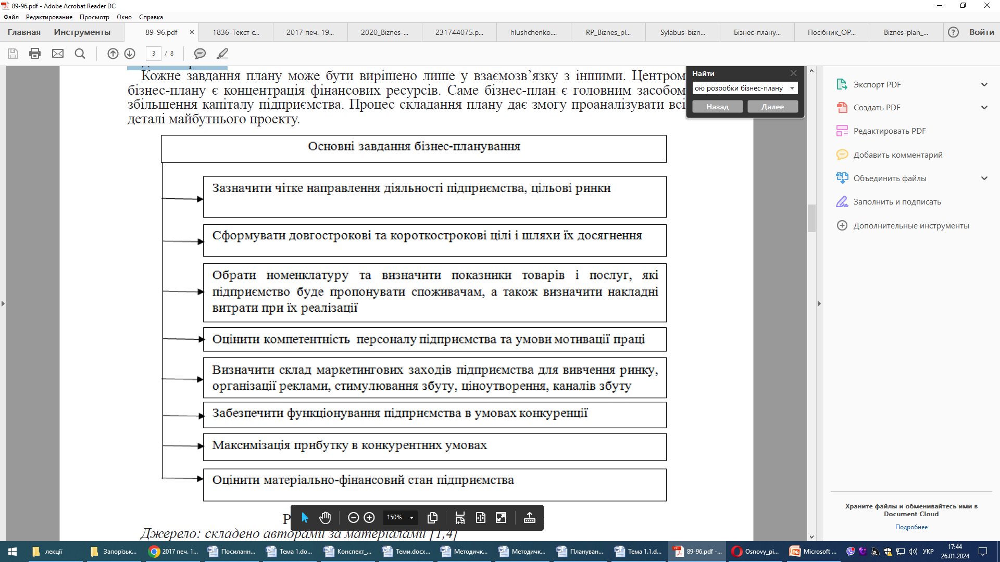 89-96.pdf - Adobe Acrobat Reader DC
Файл Редактирование Просмотр Окно Справка
Главная Инструменты 89-96.pdf × 1836-Текст с... 2017 печ. 19... 2020_Biznes-... 231744075.p... hlushchenko.... RP_Biznes_pl... Sylabus-bizn... Бізнес-плану... Посібник_ОР... Biznes-plan_... Войти
3 / 8
Кожне завдання плану може бути вирішено лише у взаємозв’язку з іншими. Центром
бізнес-плану є концентрація фінансових ресурсів. Саме бізнес-план є головним засобом
збільшення капіталу підприємства. Процес складання плану дає змогу проаналізувати всі
деталі майбутнього проекту.
Основні завдання бізнес-планування
Зазначити чітке направлення діяльності підприємства, цільові ринки
Сформувати довгострокові та короткострокові цілі і шляхи їх досягнення
Обрати номенклатуру та визначити показники товарів і послуг, які
підприємство буде пропонувати споживачам, а також визначити накладні
витрати при їх реалізації
Оцінити компетентність персоналу підприємства та умови мотивації праці
Визначити склад маркетингових заходів підприємства для вивчення ринку,
організації реклами, стимулювання збуту, ціноутворення, каналів збуту
Забезпечити функціонування підприємства в умовах конкуренції
Максимізація прибутку в конкурентних умовах
Оцінити матеріально-фінансовий стан підприємства
Джерело: складено авторами за матеріалами [1,4]
150%
Найти
ою розробки бізнес-плану
Назад Далее
Экспорт PDF
Создать PDF
Редактировать PDF
Добавить комментарий
Объединить файлы
Заполнить и подписать
Дополнительные инструменты
Храните файлы и обменивайтесь ими в
Document Cloud
Подробнее
лекції Запорізьк... 2017 печ. 1... Посиланн... Тема 1.do... Конспект_... Теми.docx... Методичк... Методичк... Плануван... Тема 1.1.d... 89-96.pdf -... Osnovy_pi... Microsoft ... УКР 17:44
26.01.2024